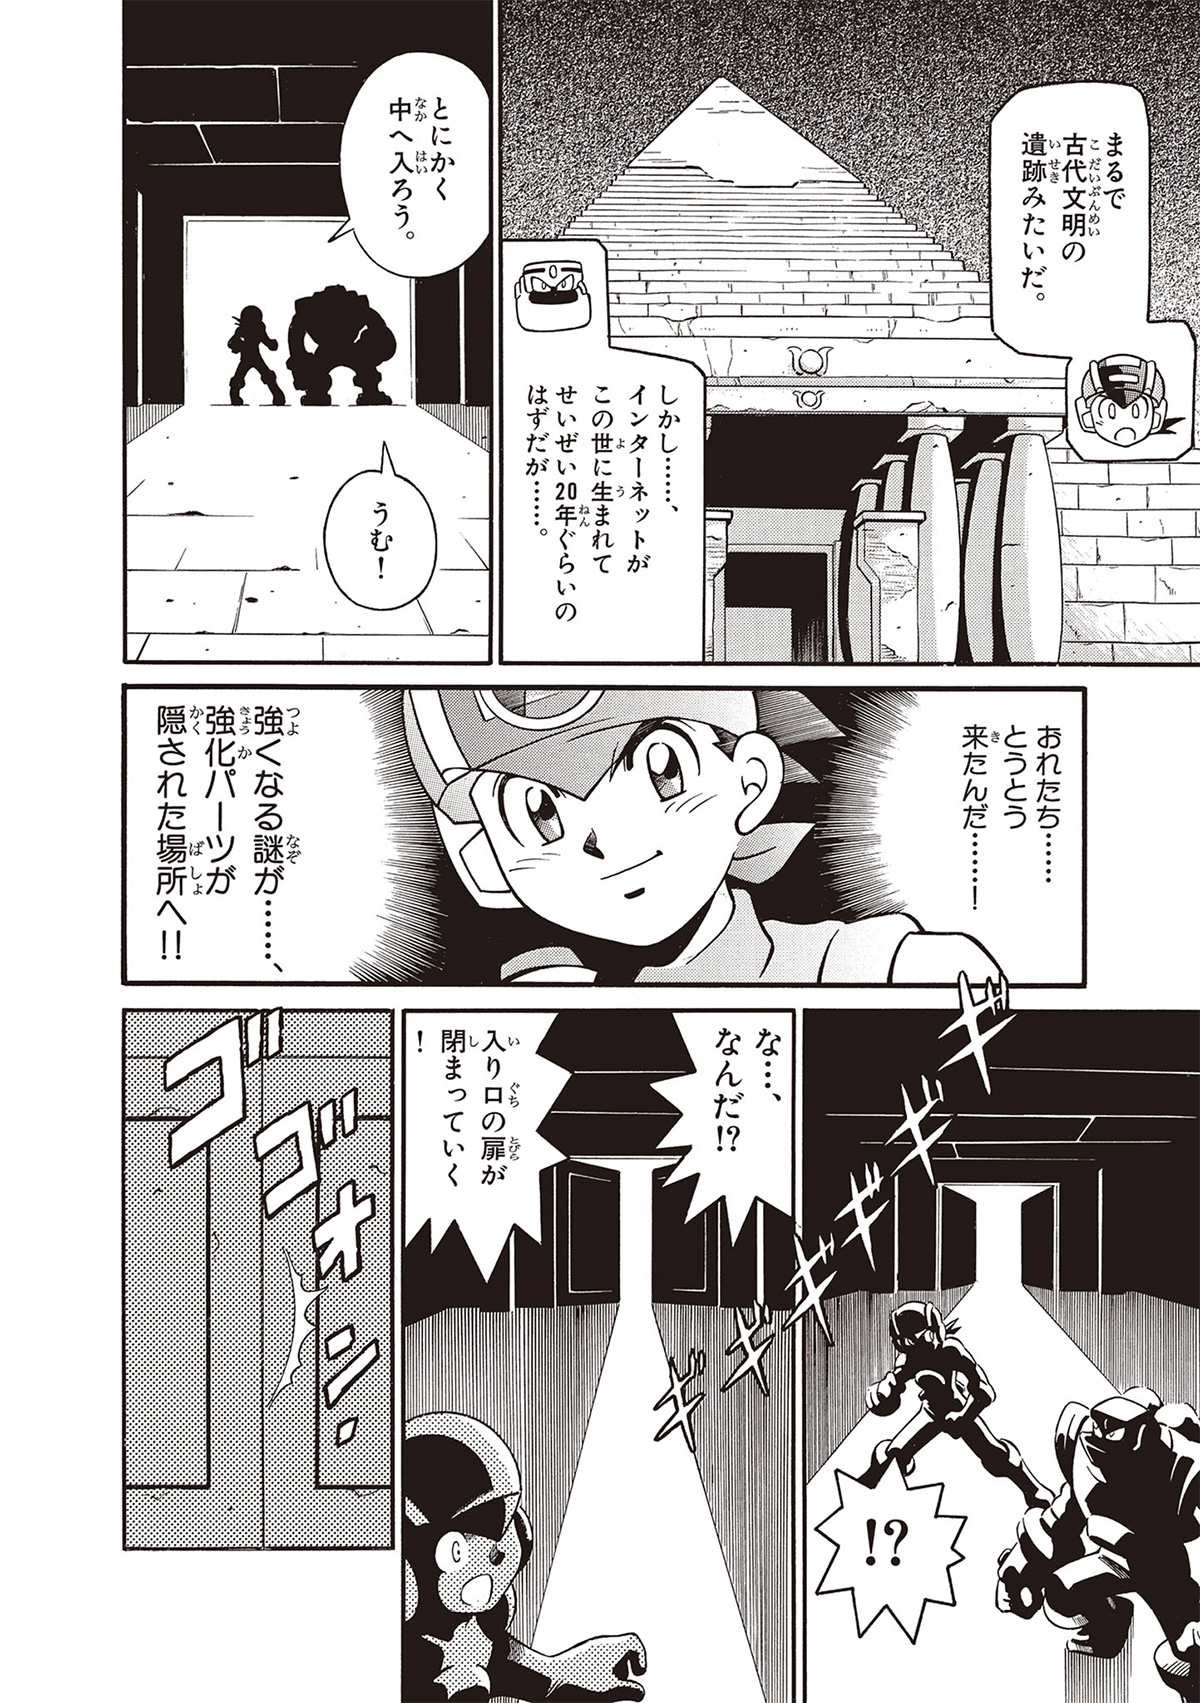 まるで
古代文明の
遺跡みたいだ。
しかし……、
インターネットが
この世に生まれて
せいぜい20年ぐらいの
はずだが……。
とにかく
中へ入ろう。
うむ！
おれたち……
とうとう
来たんだ……！
強くなる謎が……、
強化パーツが
隠された場所へ!!
ギギギギギギ
!?
な…、
なんだ!?
入り口の扉が
閉まっていく
！
ゴゴォン・